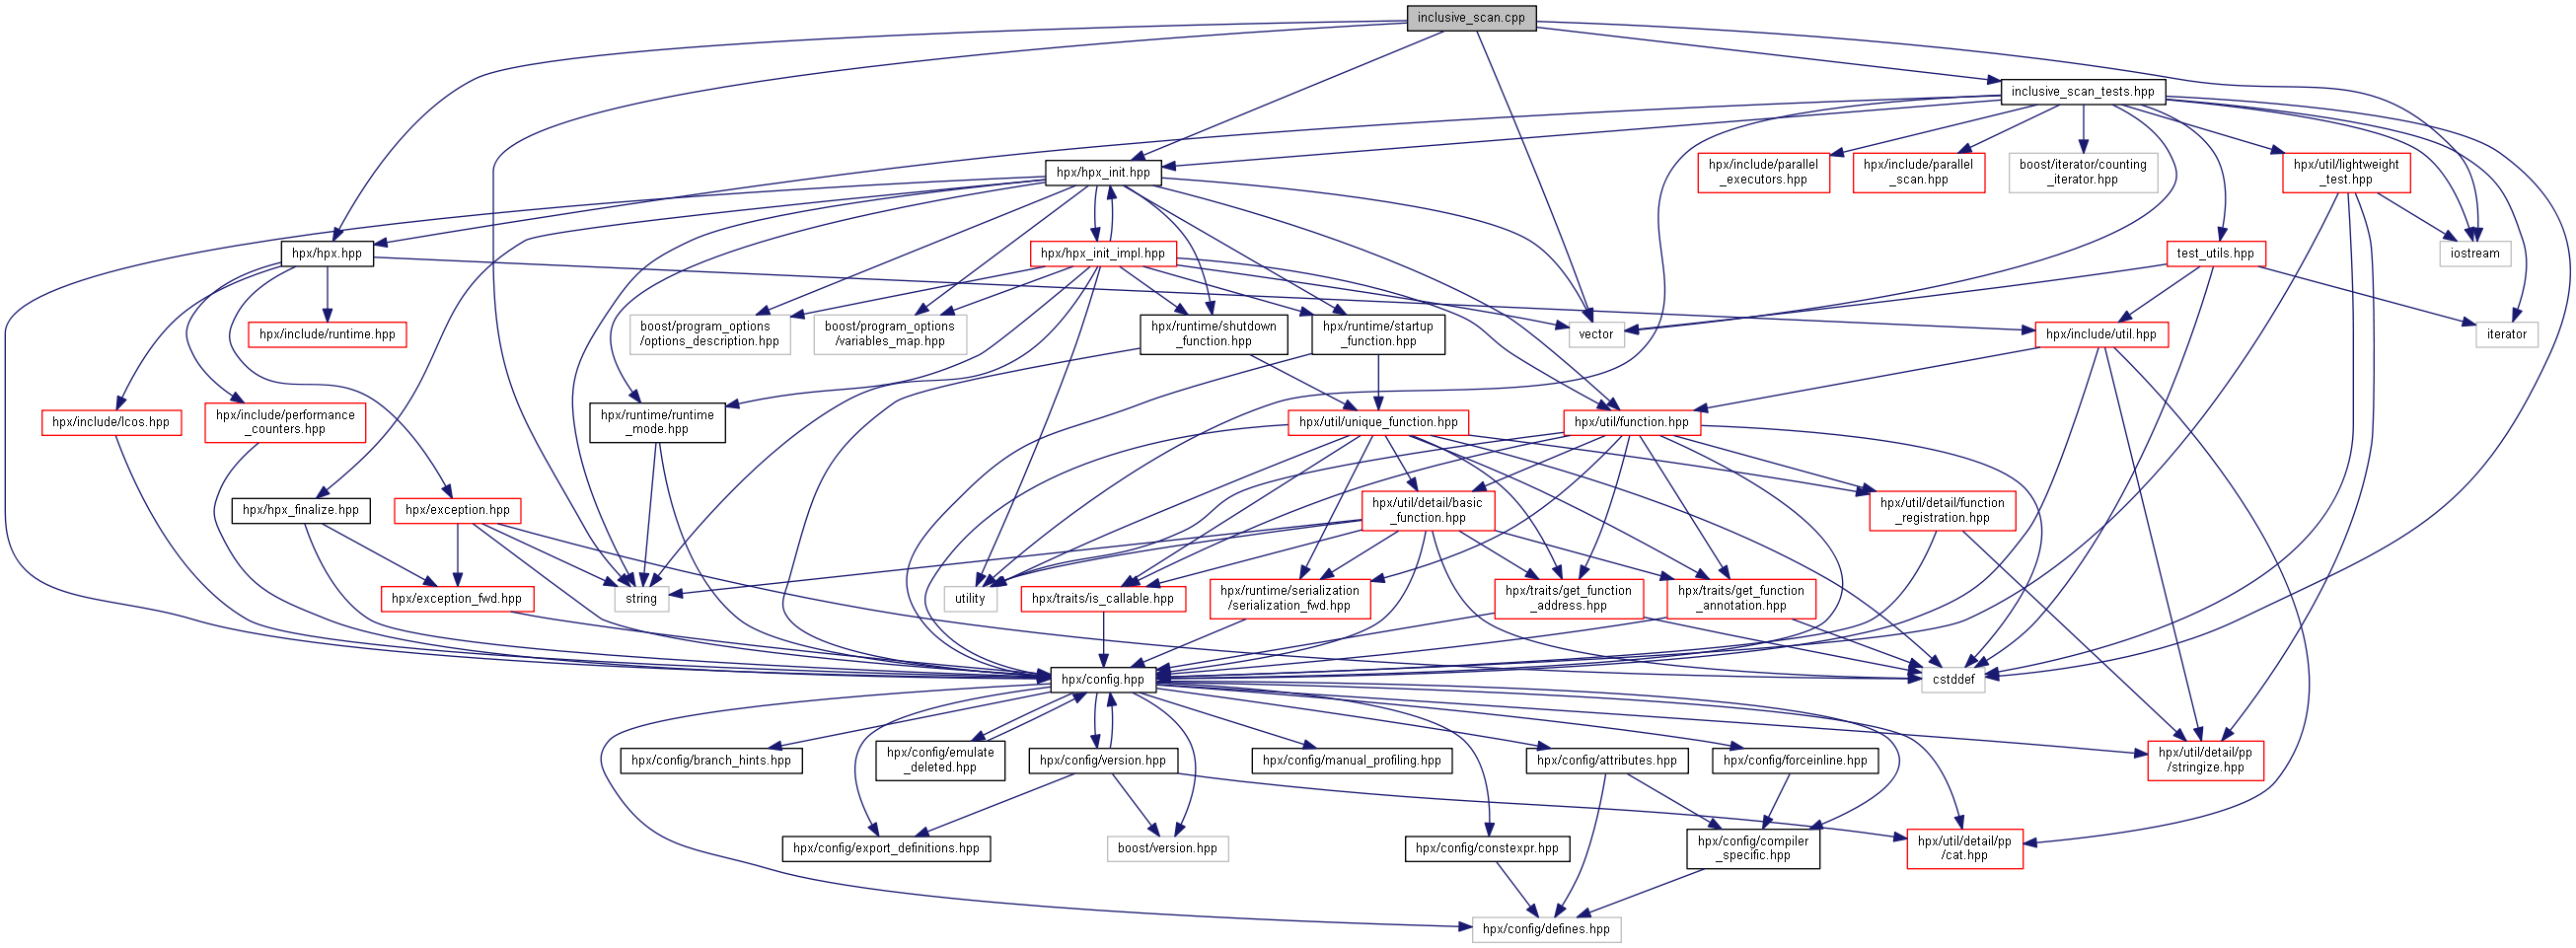 inclusive_scan.cpp
inclusive_scan_tests.hpp
hpx/hpx_init.hpp
hpx/include/parallel
_executors.hpp
hpx/include/parallel
_scan.hpp
boost/iterator/counting
_iterator.hpp
hpx/util/lightweight
_test.hpp
hpx/hpx.hpp
hpx/hpx_init_impl.hpp
test_utils.hpp
iostream
hpx/include/runtime.hpp
boost/program_options
/options_description.hpp
boost/program_options
/variables_map.hpp
hpx/runtime/shutdown
_function.hpp
hpx/runtime/startup
_function.hpp
vector
hpx/include/util.hpp
iterator
hpx/include/lcos.hpp
hpx/include/performance
_counters.hpp
hpx/runtime/runtime
_mode.hpp
hpx/util/unique_function.hpp
hpx/util/function.hpp
hpx/hpx_finalize.hpp
hpx/exception.hpp
hpx/util/detail/basic
_function.hpp
hpx/util/detail/function
_registration.hpp
hpx/exception_fwd.hpp
string
utility
hpx/traits/is_callable.hpp
hpx/runtime/serialization
/serialization_fwd.hpp
hpx/traits/get_function
_address.hpp
hpx/traits/get_function
_annotation.hpp
hpx/config.hpp
cstddef
hpx/config/branch_hints.hpp
hpx/config/emulate
_deleted.hpp
hpx/config/version.hpp
hpx/config/manual_profiling.hpp
hpx/config/attributes.hpp
hpx/config/forceinline.hpp
hpx/util/detail/pp
/stringize.hpp
hpx/config/export_definitions.hpp
boost/version.hpp
hpx/config/constexpr.hpp
hpx/config/compiler
_specific.hpp
hpx/util/detail/pp
/cat.hpp
hpx/config/defines.hpp